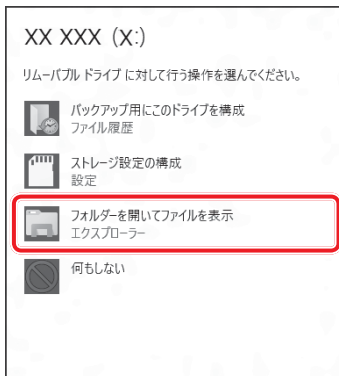 XX XXX (X:)
リムーバブル ドライブ に対して行う操作を選んでください。
バックアップ用にこのドライブを構成
ファイル履歴
ストレージ設定の構成
設定
フォルダーを開いてファイルを表示
エクスプローラー
何もしない